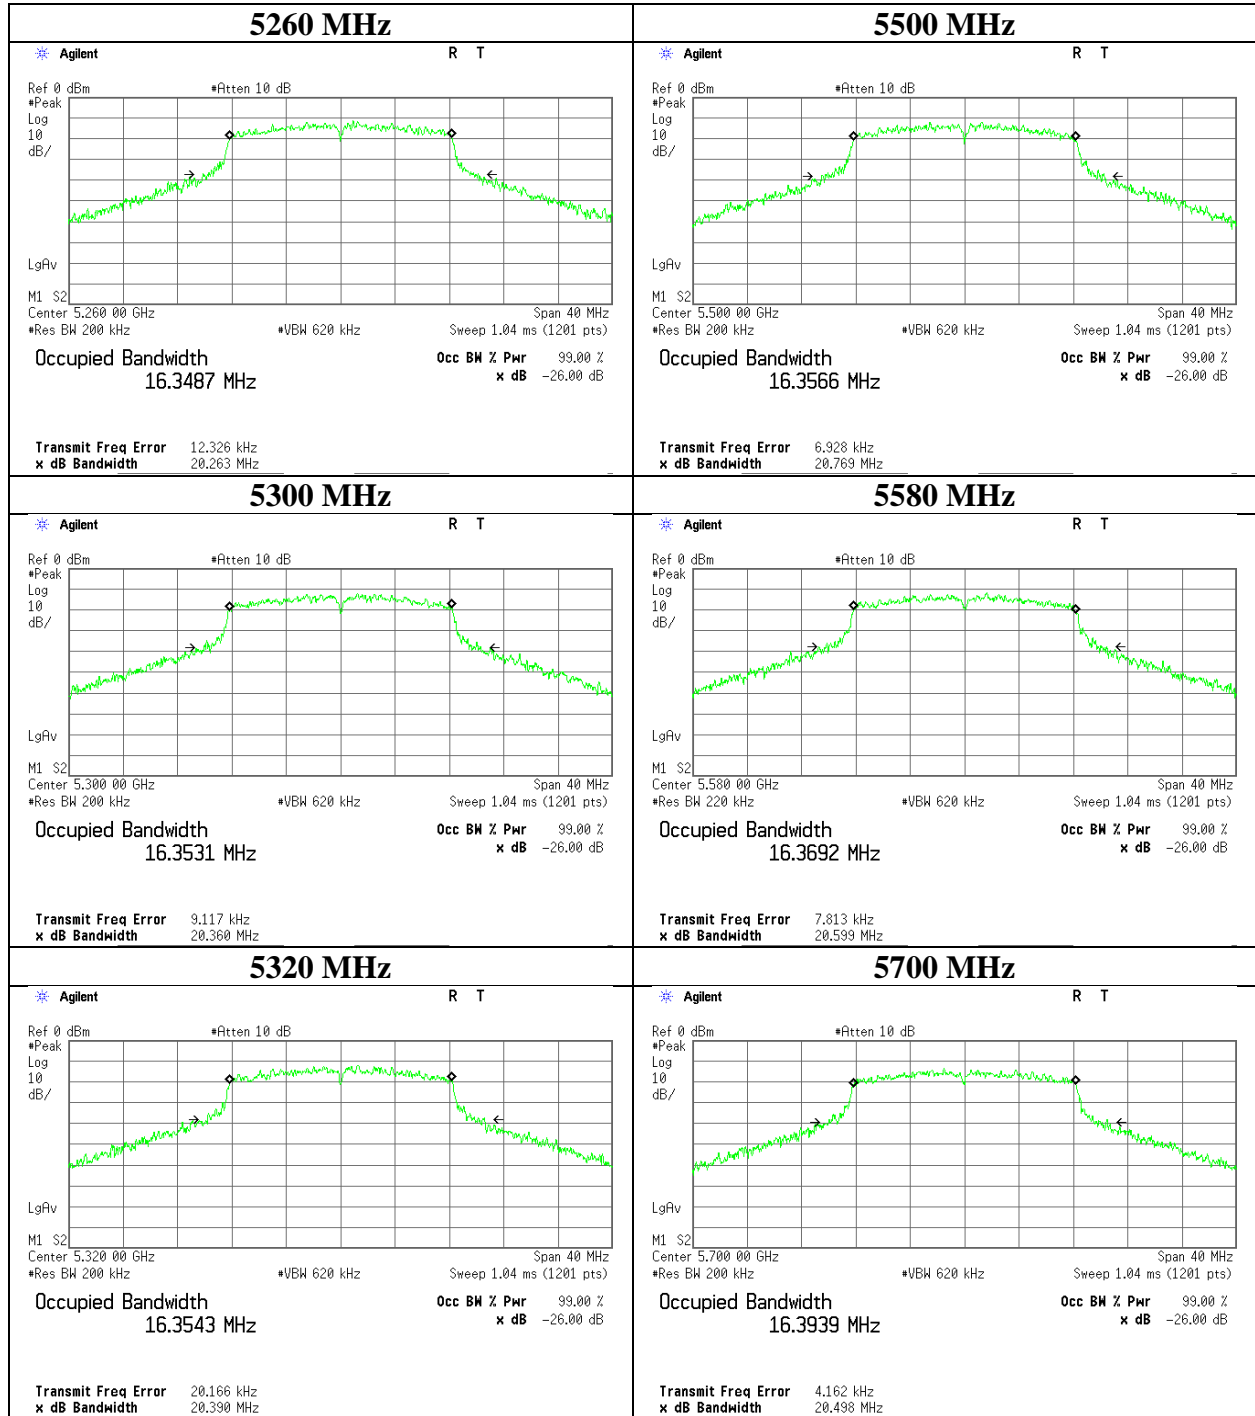 5260 MHz
Agilent R T
Ref 0 dBm #Atten 10 dB
#Peak
Log
10
dB/
LgAv
M1 S2
Center 5.260 00 GHz Span 40 MHz
#Res BW 200 kHz #VBW 620 kHz Sweep 1.04 ms (1201 pts)
Occupied Bandwidth Occ BW % Pwr 99.00 %
16.3487 MHz x dB -26.00 dB
Transmit Freq Error 12.326 kHz
x dB Bandwidth 20.263 MHz
5500 MHz
Agilent R T
Ref 0 dBm #Atten 10 dB
#Peak
Log
10
dB/
LgAv
M1 S2
Center 5.500 00 GHz Span 40 MHz
#Res BW 200 kHz #VBW 620 kHz Sweep 1.04 ms (1201 pts)
Occupied Bandwidth Occ BW % Pwr 99.00 %
16.3566 MHz x dB -26.00 dB
Transmit Freq Error 6.928 kHz
x dB Bandwidth 20.769 MHz
5300 MHz
Agilent R T
Ref 0 dBm #Atten 10 dB
#Peak
Log
10
dB/
LgAv
M1 S2
Center 5.300 00 GHz Span 40 MHz
#Res BW 200 kHz #VBW 620 kHz Sweep 1.04 ms (1201 pts)
Occupied Bandwidth Occ BW % Pwr 99.00 %
16.3531 MHz x dB -26.00 dB
Transmit Freq Error 9.117 kHz
x dB Bandwidth 20.360 MHz
5580 MHz
Agilent R T
Ref 0 dBm #Atten 10 dB
#Peak
Log
10
dB/
LgAv
M1 S2
Center 5.580 00 GHz Span 40 MHz
#Res BW 220 kHz #VBW 620 kHz Sweep 1.04 ms (1201 pts)
Occupied Bandwidth Occ BW % Pwr 99.00 %
16.3692 MHz x dB -26.00 dB
Transmit Freq Error 7.813 kHz
x dB Bandwidth 20.599 MHz
5320 MHz
Agilent R T
Ref 0 dBm #Atten 10 dB
#Peak
Log
10
dB/
LgAv
M1 S2
Center 5.320 00 GHz Span 40 MHz
#Res BW 200 kHz #VBW 620 kHz Sweep 1.04 ms (1201 pts)
Occupied Bandwidth Occ BW % Pwr 99.00 %
16.3543 MHz x dB -26.00 dB
Transmit Freq Error 20.166 kHz
x dB Bandwidth 20.390 MHz
5700 MHz
Agilent R T
Ref 0 dBm #Atten 10 dB
#Peak
Log
10
dB/
LgAv
M1 S2
Center 5.700 00 GHz Span 40 MHz
#Res BW 200 kHz #VBW 620 kHz Sweep 1.04 ms (1201 pts)
Occupied Bandwidth Occ BW % Pwr 99.00 %
16.3939 MHz x dB -26.00 dB
Transmit Freq Error 4.162 kHz
x dB Bandwidth 20.498 MHz